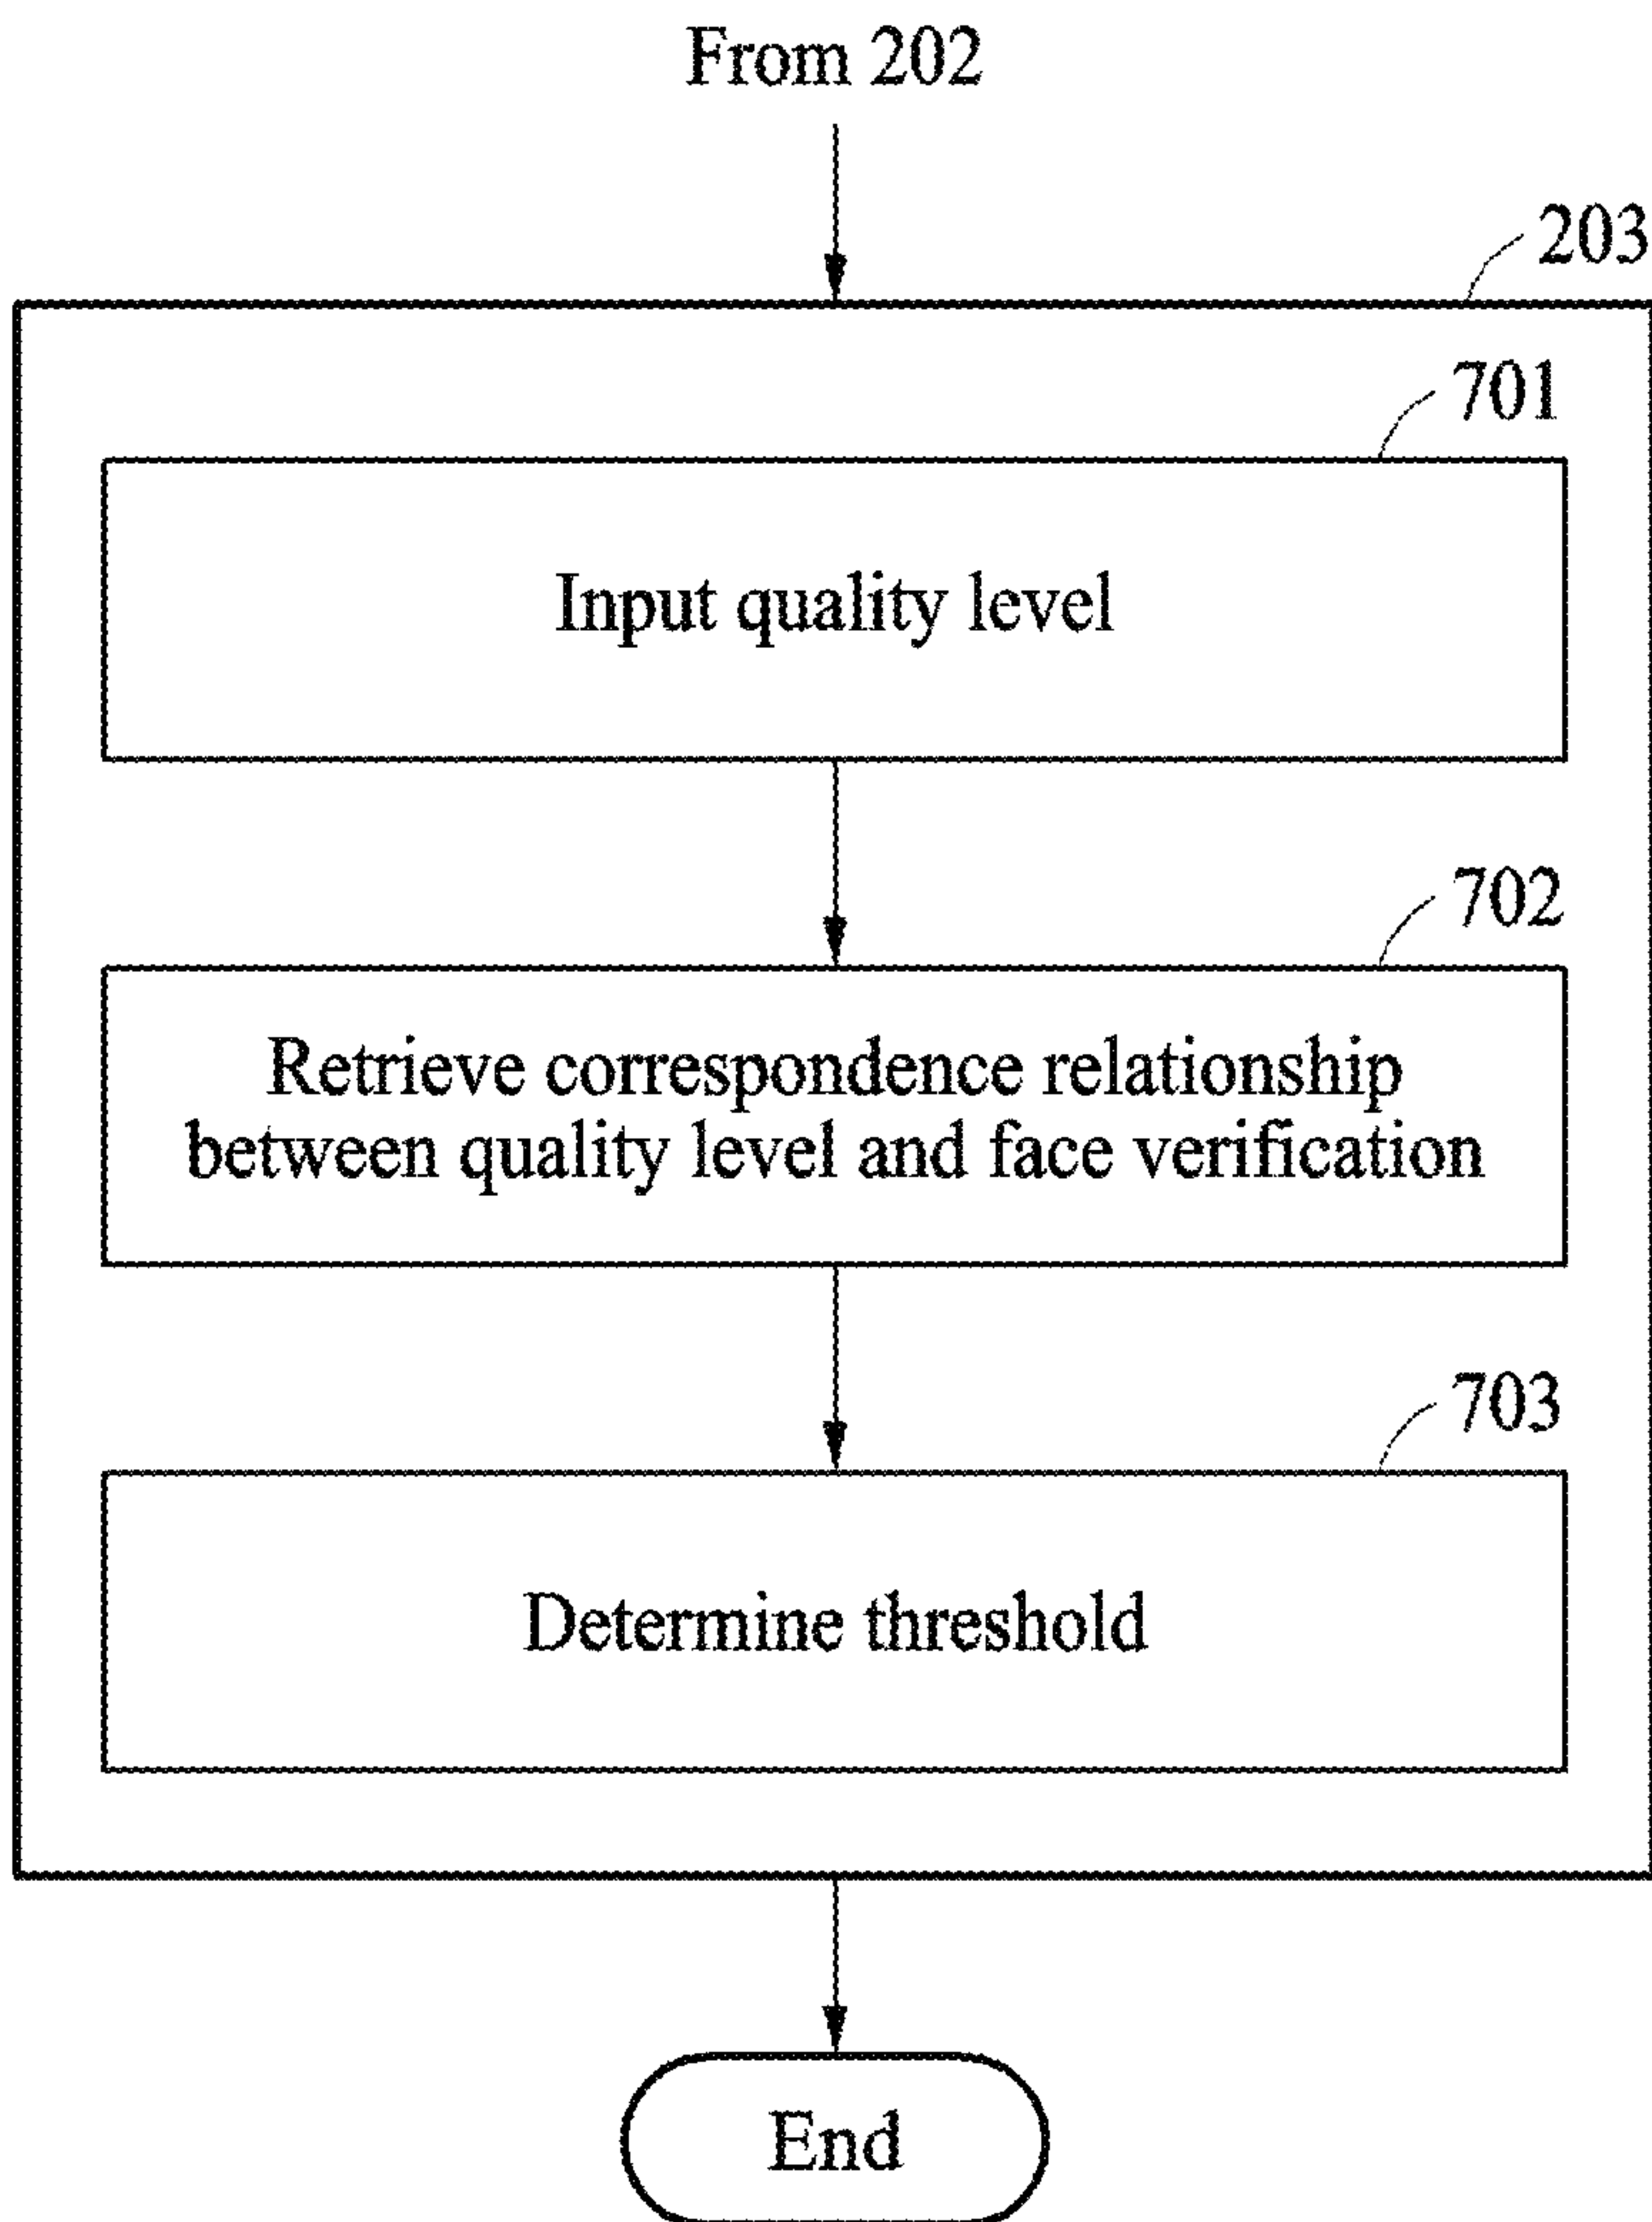 From 202
203
701
Input quality level
702
Retrieve correspondence relationship
between quality level and face verification
703
Determine threshold
End